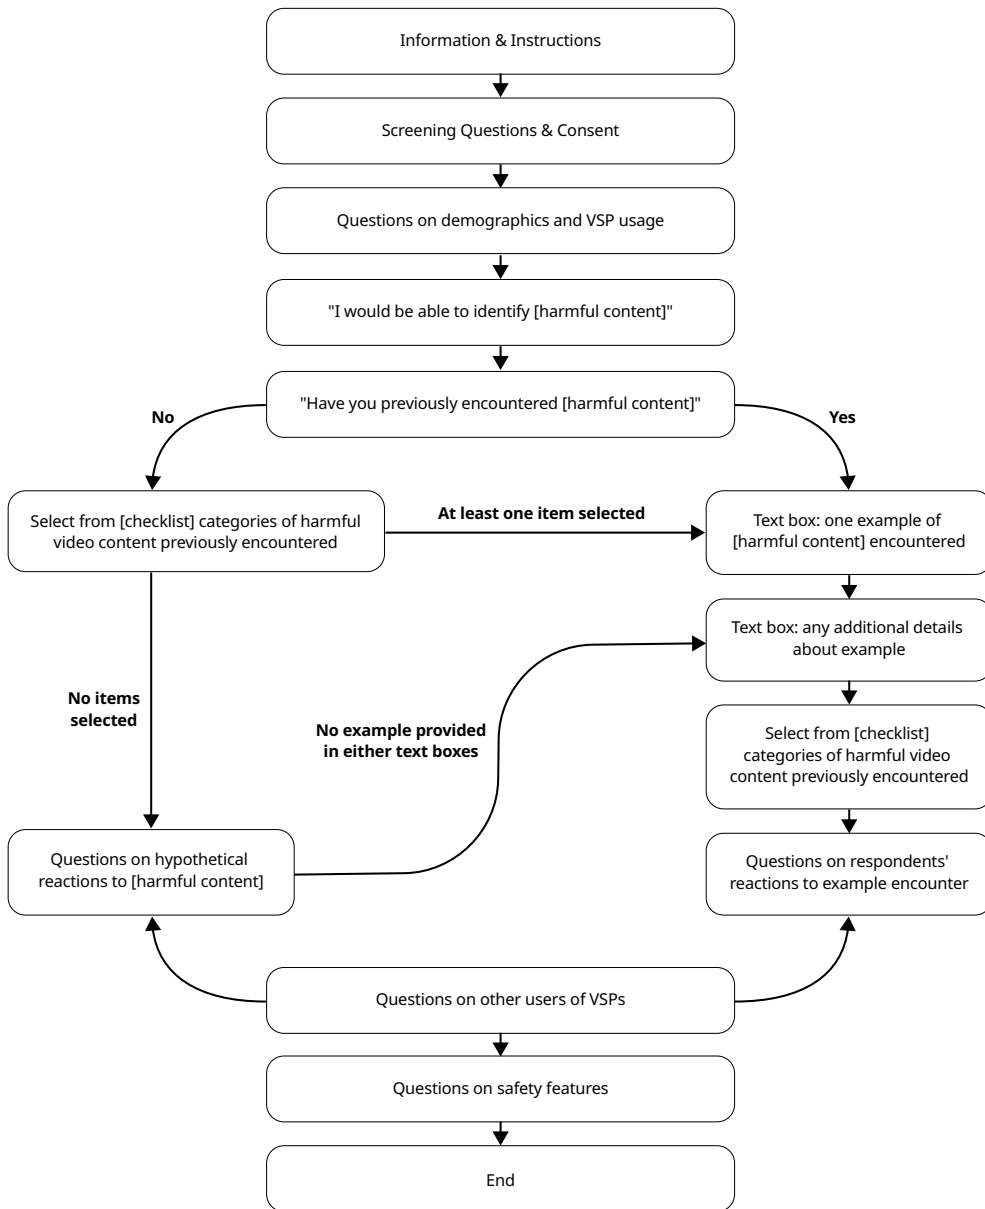 Information & Instructions
Screening Questions & Consent
Questions on demographics and VSP usage
"I would be able to identify [harmful content]"
"Have you previously encountered [harmful content]"
No
Yes
Select from [checklist] categories of harmful
video content previously encountered
At least one item selected
Text box: one example of
[harmful content] encountered
Text box: any additional details
about example
No items
selected
No example provided
in either text boxes
Select from [checklist]
categories of harmful video
content previously encountered
Questions on hypothetical
reactions to [harmful content]
Questions on respondents'
reactions to example encounter
Questions on other users of VSPs
Questions on safety features
End